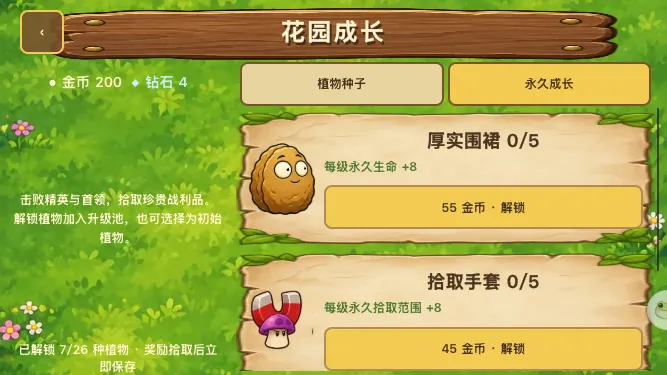 ‹
花园成长
金币 200 钻石 4
植物种子
永久成长
击败精英与首领，拾取珍贵战利品。
解锁植物加入升级池，也可选择为初始
植物。
已解锁 7/26 种植物 · 奖励拾取后立
即保存
厚实围裙 0/5
每级永久生命 +8
55 金币 · 解锁
拾取手套 0/5
每级永久拾取范围 +8
45 金币 · 解锁